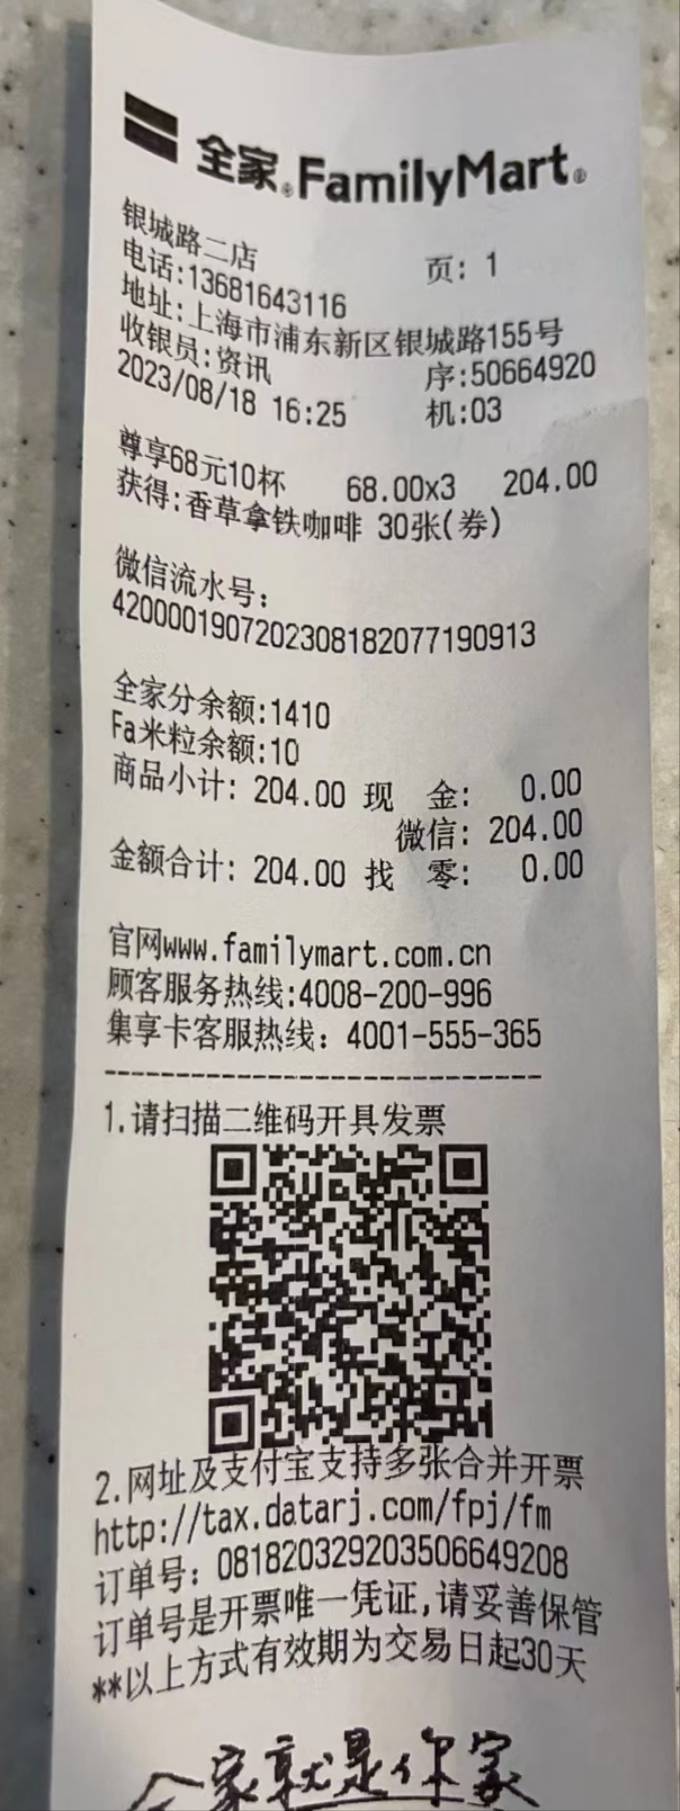 全家®FamilyMart®
银城路二店
页: 1
电话:13681643116
地址:上海市浦东新区银城路155号
收银员:资讯 序:50664920
2023/08/18 16:25 机:03
尊享68元10杯 68.00x3 204.00
获得:香草拿铁咖啡 30张(券)
微信流水号:
4200001907202308182077190913
全家分余额:1410
Fa米粒余额:10
商品小计: 204.00 现 金: 0.00
微信: 204.00
金额合计: 204.00 找 零: 0.00
官网www.familymart.com.cn
顾客服务热线:4008-200-996
集享卡客服热线: 4001-555-365
------------------------------
1.请扫描二维码开具发票
2.网址及支付宝支持多张合并开票
http://tax.datarj.com/fpj/fm
订单号: 081820329203506649208
订单号是开票唯一凭证,请妥善保管
**以上方式有效期为交易日起30天
全家就是你家